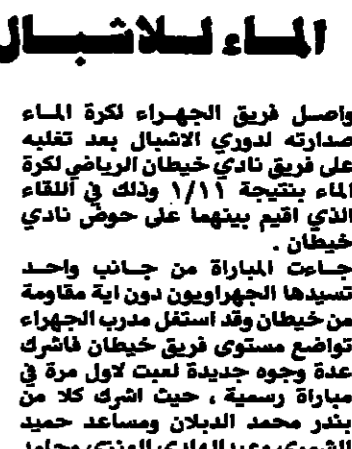 الماء للاشبال
واصل فريق الجهراء لكرة الماء
صدارته لدوري الاشبال بعد تغلبه
على فريق نادي خيطان الرياضي لكرة
الماء بنتيجة ١/١١ وذلك في اللقاء
الذي اقيم بينهما على حوض نادي
خيطان .
جاءت المباراة من جانب واحد
تسيدها الجهراويون دون اية مقاومة
من خيطان وقد استغل مدرب الجهراء
تواضع مستوى فريق خيطان فاشرك
عدة وجوه جديدة لعبت لاول مرة في
مباراة رسمية ، حيث اشرك كلا من
بندر محمد الدبلان ومساعد حميد